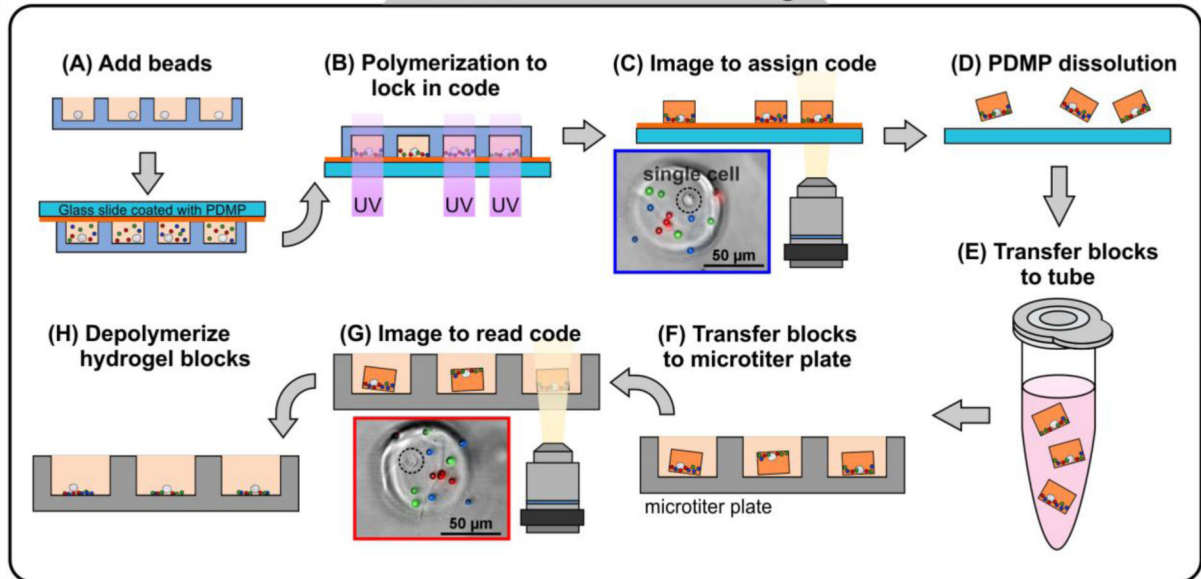 (A) Add beads
Glass slide coated with PDMP
(B) Polymerization to
lock in code
UV
UV
UV
(C) Image to assign code
single cell
50 µm
(D) PDMP dissolution
(E) Transfer blocks
to tube
(F) Transfer blocks
to microtiter plate
microtiter plate
(G) Image to read code
50 µm
(H) Depolymerize
hydrogel blocks